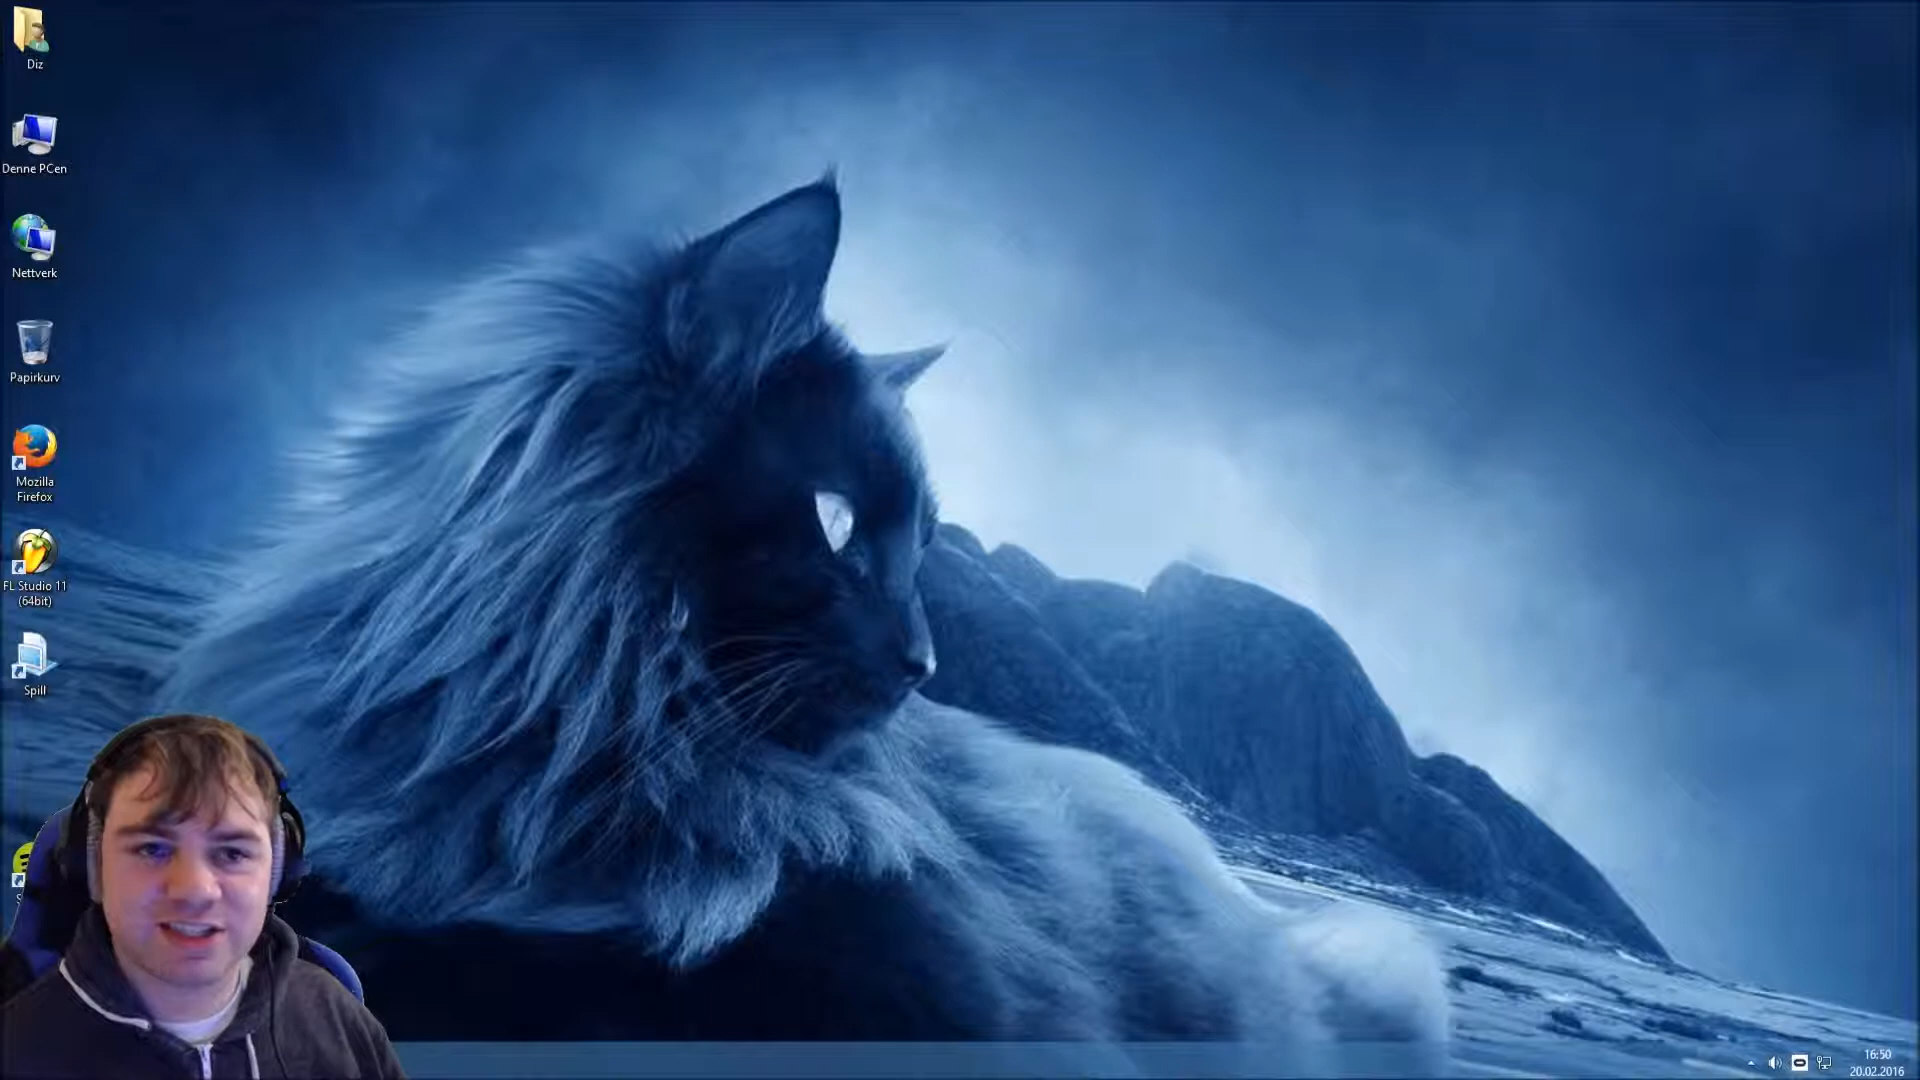 Diz
Denne PCen
Nettverk
Papirkurv
Mozilla
Firefox
FL Studio 11
(64bit)
Spill
16:50
20.02.2016